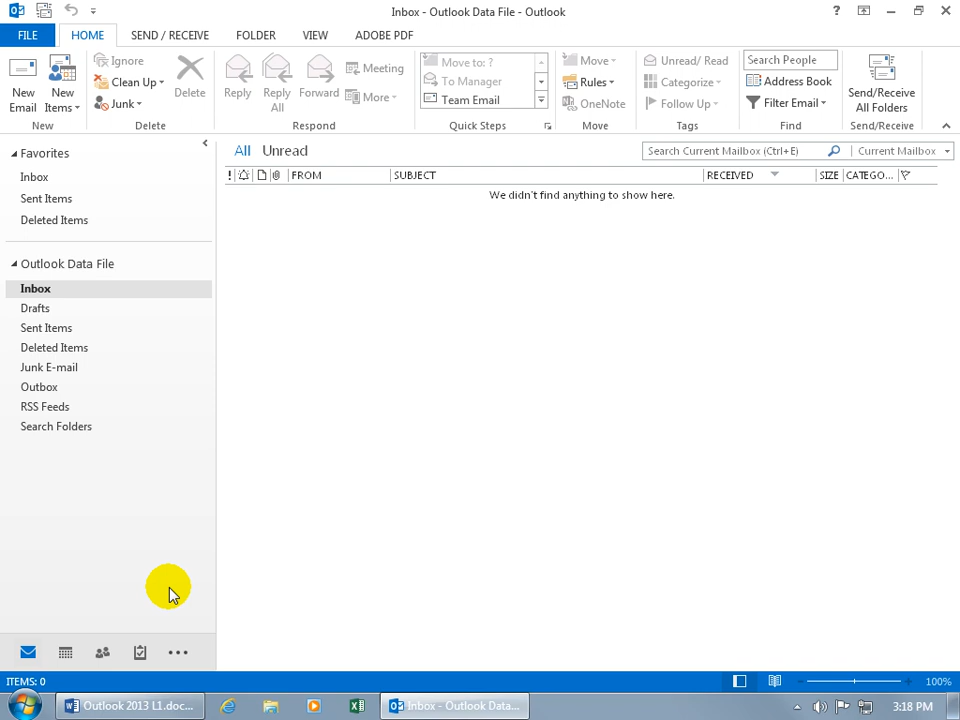 Inbox - Outlook Data File - Outlook
FILE
HOME
SEND / RECEIVE
FOLDER
VIEW
ADOBE PDF
New Email
New Items
New
Ignore
Clean Up
Junk
Delete
Delete
Reply
Reply All
Forward
Meeting
More
Respond
Move to: ?
To Manager
Team Email
Quick Steps
Move
Rules
OneNote
Move
Unread/ Read
Categorize
Follow Up
Tags
Search People
Address Book
Filter Email
Find
Send/Receive All Folders
Send/Receive
Favorites
Inbox
Sent Items
Deleted Items
Outlook Data File
Inbox
Drafts
Sent Items
Deleted Items
Junk E-mail
Outbox
RSS Feeds
Search Folders
All Unread
Search Current Mailbox (Ctrl+E)
Current Mailbox
! FROM SUBJECT RECEIVED SIZE CATEGO...
We didn't find anything to show here.
ITEMS: 0
100%
Outlook 2013 L1.doc...
Inbox - Outlook Data...
3:18 PM